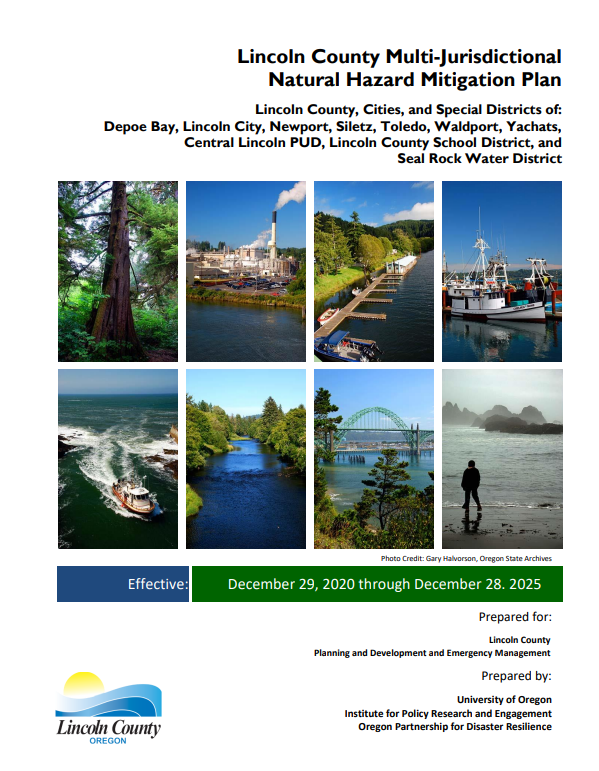 Lincoln County Multi-Jurisdictional
Natural Hazard Mitigation Plan
Lincoln County, Cities, and Special Districts of:
Depoe Bay, Lincoln City, Newport, Siletz, Toledo, Waldport, Yachats,
Central Lincoln PUD, Lincoln County School District, and
Seal Rock Water District
Photo Credit: Gary Halvorson, Oregon State Archives
Effective: December 29, 2020 through December 28. 2025
Prepared for:
Lincoln County
Planning and Development and Emergency Management
Prepared by:
University of Oregon
Institute for Policy Research and Engagement
Oregon Partnership for Disaster Resilience
Lincoln County
OREGON